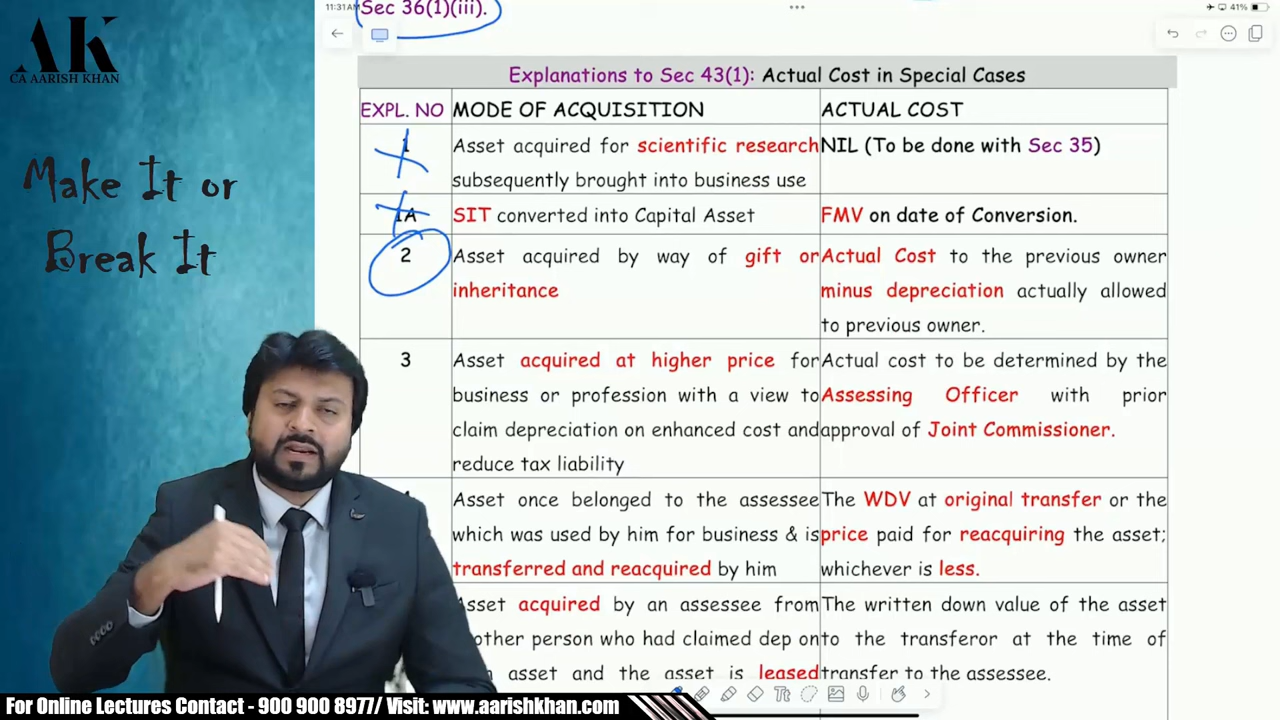 11:31AM
Sec 36(1)(iii).
41%
AK
CA AARISH KHAN
Make It or
Break It
Explanations to Sec 43(1): Actual Cost in Special Cases
EXPL. NO MODE OF ACQUISITION ACTUAL COST
1 Asset acquired for scientific research NIL (To be done with Sec 35)
subsequently brought into business use
1A SIT converted into Capital Asset FMV on date of Conversion.
2 Asset acquired by way of gift or Actual Cost to the previous owner
inheritance minus depreciation actually allowed
to previous owner.
3 Asset acquired at higher price for Actual cost to be determined by the
business or profession with a view to Assessing Officer with prior
claim depreciation on enhanced cost and approval of Joint Commissioner.
reduce tax liability
Asset once belonged to the assessee The WDV at original transfer or the
which was used by him for business & is price paid for reacquiring the asset;
transferred and reacquired by him whichever is less.
Asset acquired by an assessee from The written down value of the asset
other person who had claimed dep on to the transferor at the time of
asset and the asset is leased transfer to the assessee.
For Online Lectures Contact - 900 900 8977/ Visit: www.aarishkhan.com